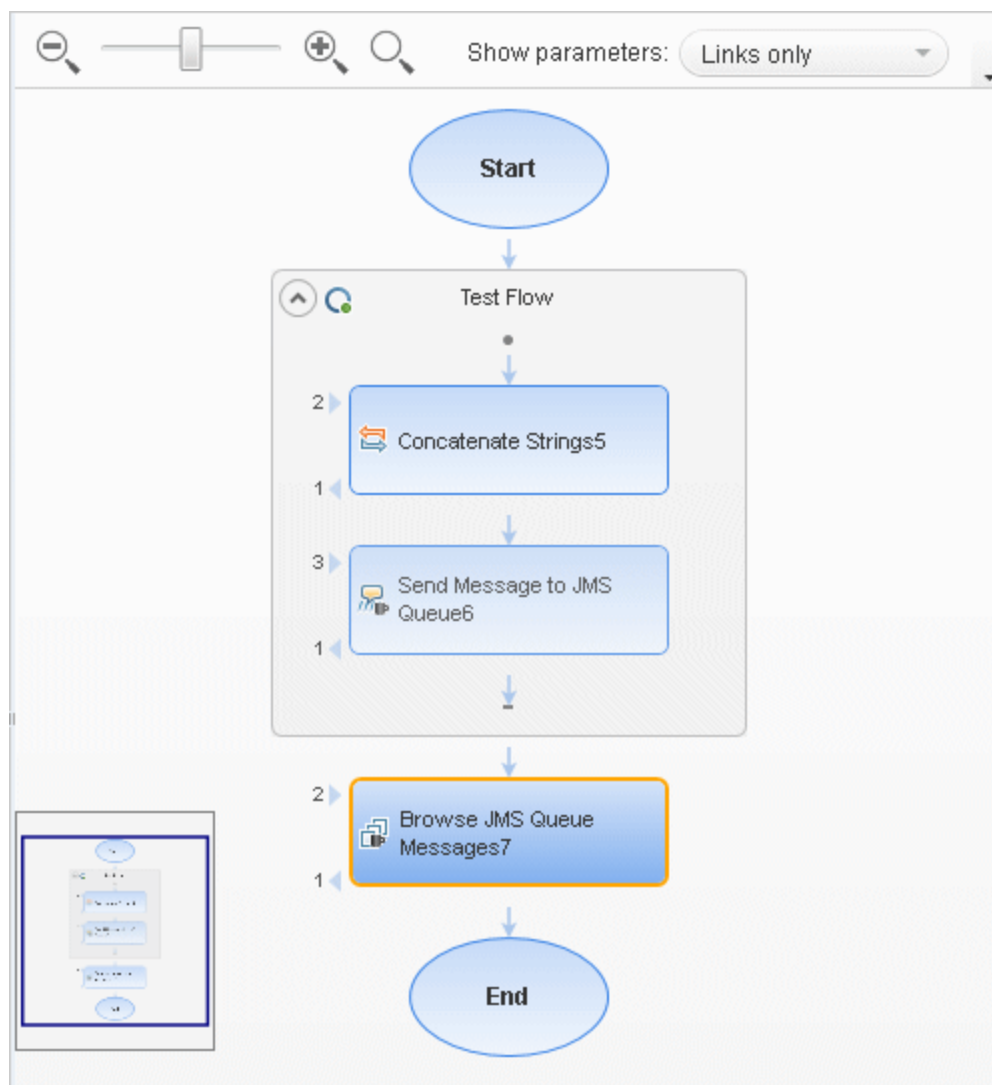 Show parameters: Links only
Start
Test Flow
2
Concatenate Strings5
1
3
Send Message to JMS
Queue6
1
2
Browse JMS Queue
Messages7
1
End